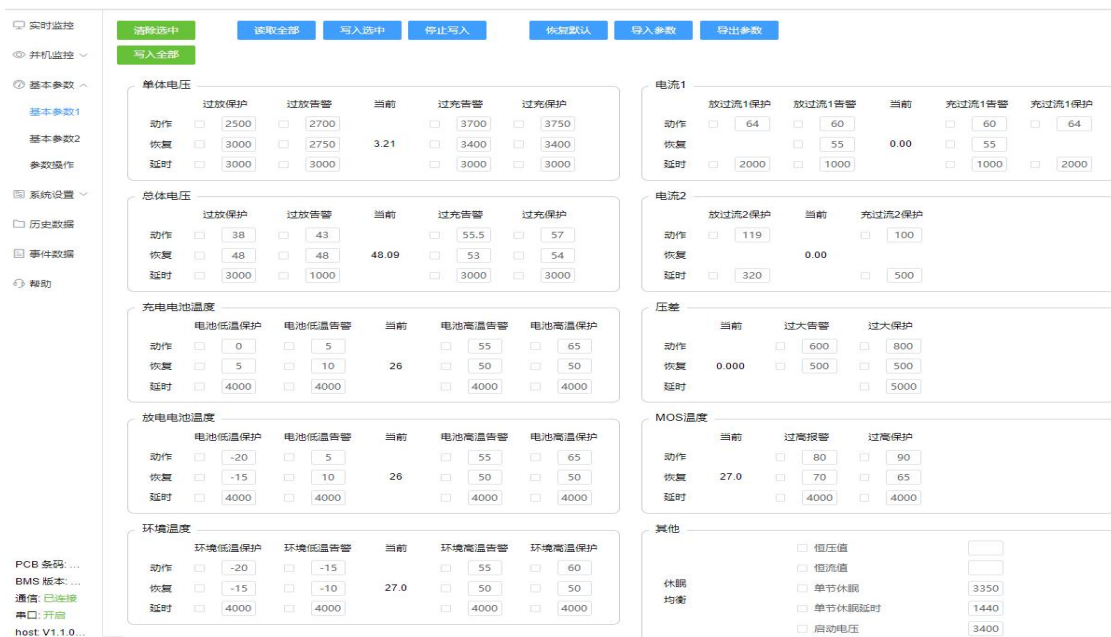 实时监控
并机监控
基本参数
基本参数1
基本参数2
参数操作
系统设置
历史数据
事件数据
帮助
PCB 条码: ...
BMS 版本: ...
通信: 已连接
串口: 开启
host: V1.1.0...
清除选中 读取全部 写入选中 停止写入 恢复默认 导入参数 导出参数
写入全部
单体电压
过放保护 过放告警 当前 过充告警 过充保护
动作 2500 2700 3700 3750
恢复 3000 2750 3.21 3400 3400
延时 3000 3000 3000 3000
总体电压
过放保护 过放告警 当前 过充告警 过充保护
动作 38 43 55.5 57
恢复 48 48 48.09 53 54
延时 3000 1000 3000 3000
充电电池温度
电池低温保护 电池低温告警 当前 电池高温告警 电池高温保护
动作 0 5 55 65
恢复 5 10 26 50 50
延时 4000 4000 4000 4000
放电电池温度
电池低温保护 电池低温告警 当前 电池高温告警 电池高温保护
动作 -20 5 55 65
恢复 -15 10 26 50 50
延时 4000 4000 4000 4000
环境温度
环境低温保护 环境低温告警 当前 环境高温告警 环境高温保护
动作 -20 -15 55 60
恢复 -15 -10 27.0 50 50
延时 4000 4000 4000 4000
电流1
放过流1保护 放过流1告警 当前 充过流1告警 充过流1保护
动作 64 60 60 64
恢复 55 0.00 55
延时 2000 1000 1000 2000
电流2
放过流2保护 当前 充过流2保护
动作 119 100
恢复 0.00
延时 320 500
压差
当前 过大告警 过大保护
动作 600 800
恢复 0.000 500 500
延时 5000
MOS温度
当前 过高报警 过高保护
动作 80 90
恢复 27.0 70 65
延时 4000 4000
其他
恒压值
恒流值
休眠
均衡
单节休眠 3350
单节休眠延时 1440
启动电压 3400